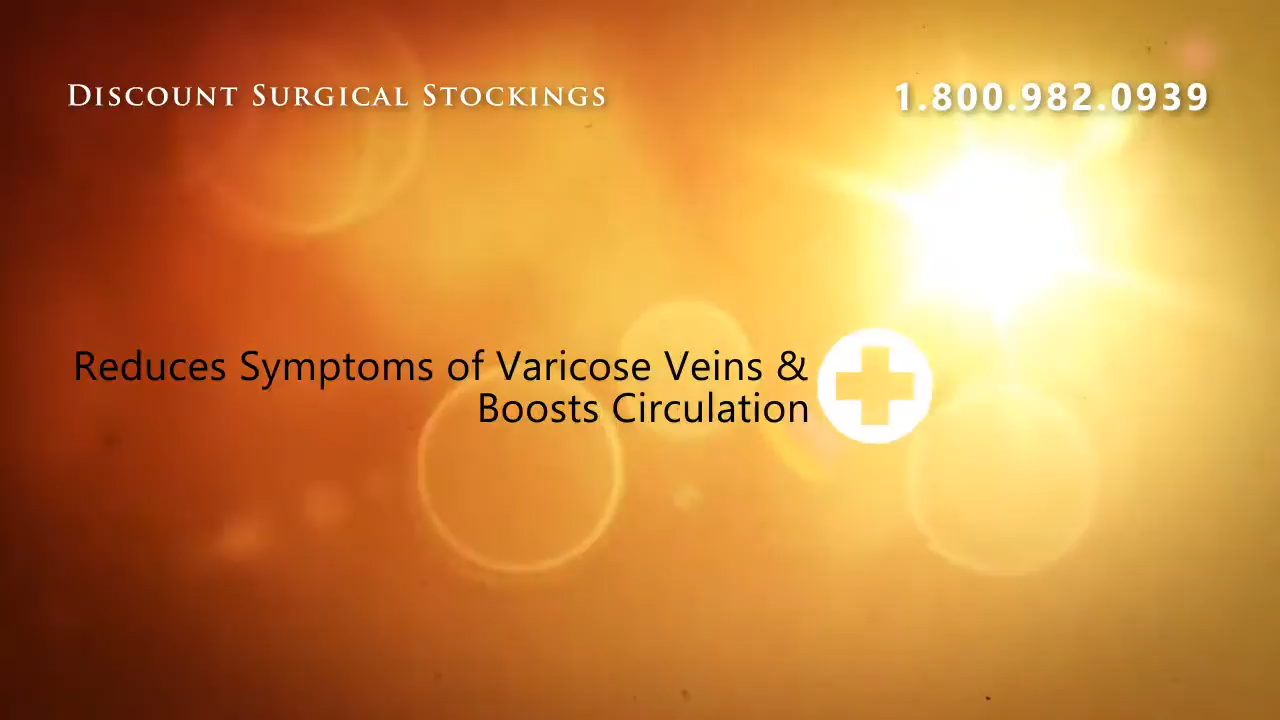 Discount Surgical Stockings
1.800.982.0939
Reduces Symptoms of Varicose Veins &
Boosts Circulation